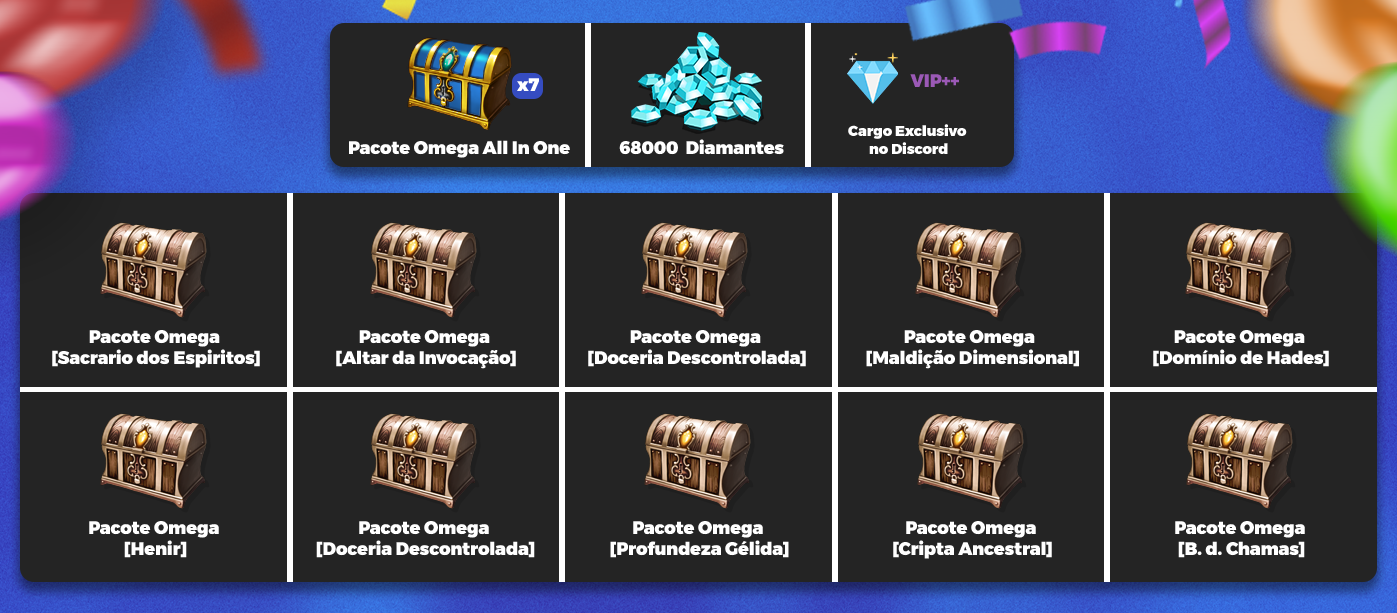 x7
Pacote Omega All In One
68000 Diamantes
VIP++
Cargo Exclusivo
no Discord
Pacote Omega
[Sacrario dos Espiritos]
Pacote Omega
[Altar da Invocação]
Pacote Omega
[Doceria Descontrolada]
Pacote Omega
[Maldição Dimensional]
Pacote Omega
[Domínio de Hades]
Pacote Omega
[Henir]
Pacote Omega
[Doceria Descontrolada]
Pacote Omega
[Profundeza Gélida]
Pacote Omega
[Cripta Ancestral]
Pacote Omega
[B. d. Chamas]